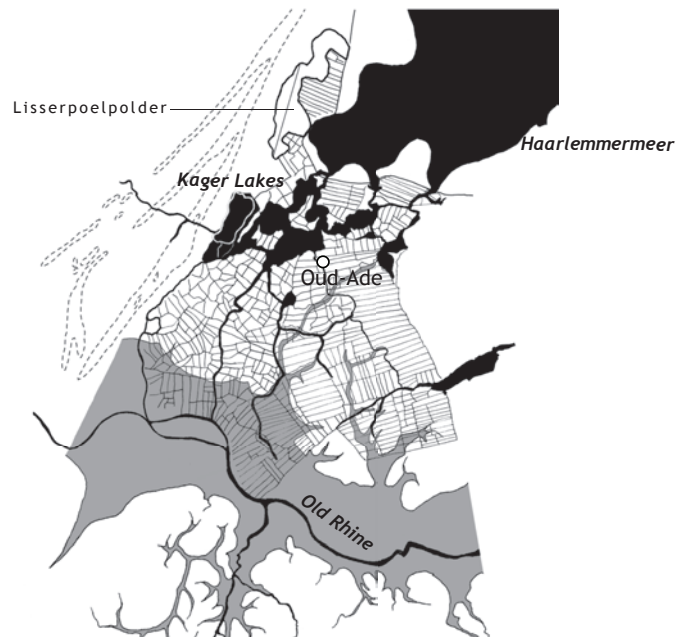 Lisserpoelpolder
Haarlemmermeer
Kager Lakes
Oud-Ade
Old Rhine